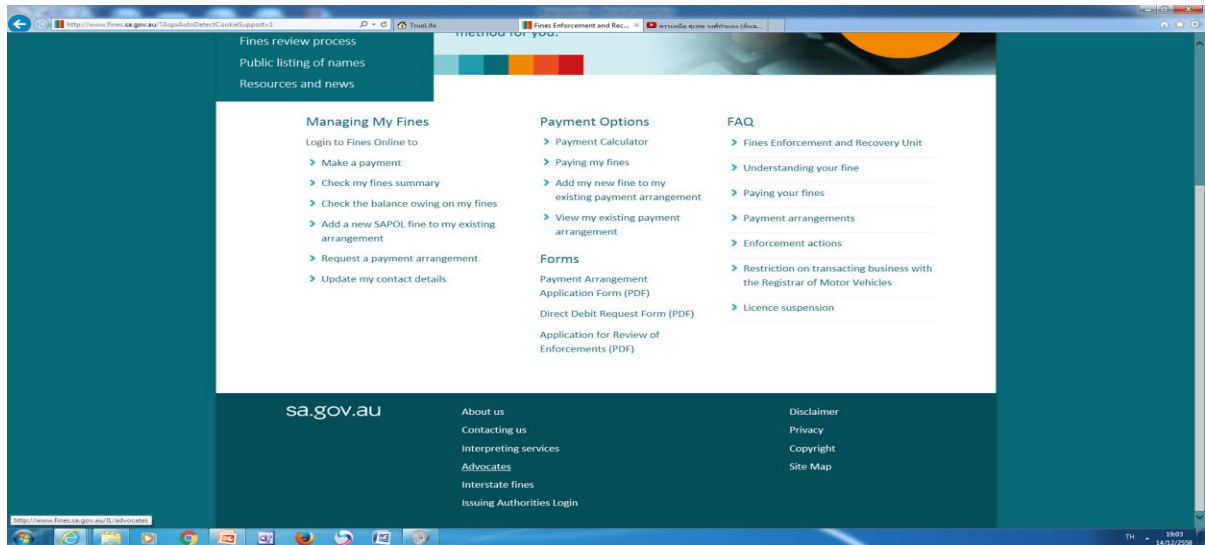 http://www.fines.sa.gov.au/?AspxAutoDetectCookieSupport=1
TrueLife
Fines Enforcement and Rec...
Fines review process
method for you.
Public listing of names
Resources and news
Managing My Fines
Login to Fines Online to
Make a payment
Check my fines summary
Check the balance owing on my fines
Add a new SAPOL fine to my existing
arrangement
Request a payment arrangement
Update my contact details
Payment Options
Payment Calculator
Paying my fines
Add my new fine to my
existing payment arrangement
View my existing payment
arrangement
Forms
Payment Arrangement
Application Form (PDF)
Direct Debit Request Form (PDF)
Application for Review of
Enforcements (PDF)
FAQ
Fines Enforcement and Recovery Unit
Understanding your fine
Paying your fines
Payment arrangements
Enforcement actions
Restriction on transacting business with
the Registrar of Motor Vehicles
Licence suspension
sa.gov.au
About us
Contacting us
Interpreting services
Advocates
Interstate fines
Issuing Authorities Login
Disclaimer
Privacy
Copyright
Site Map
http://www.fines.sa.gov.au/IL/advocates
TH
19:03
14/12/2558